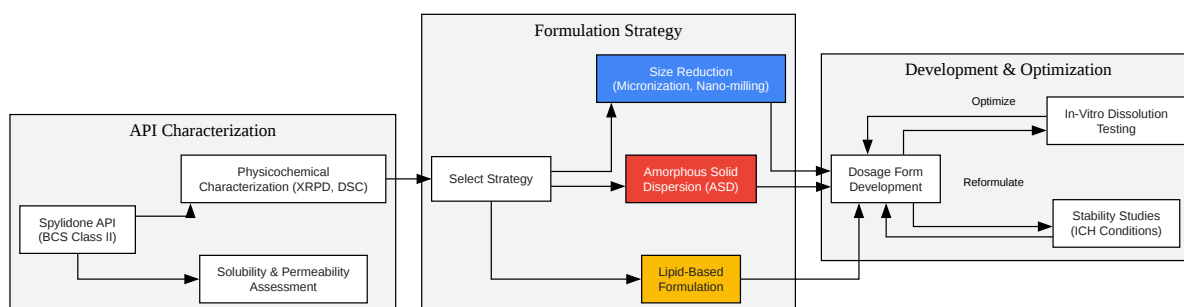 API Characterization
Spylidone API
(BCS Class II)
Physicochemical
Characterization (XRPD, DSC)
Solubility & Permeability
Assessment
Formulation Strategy
Select Strategy
Size Reduction
(Micronization, Nano-milling)
Amorphous Solid
Dispersion (ASD)
Lipid-Based
Formulation
Development & Optimization
Dosage Form
Development
Optimize
In-Vitro Dissolution
Testing
Reformulate
Stability Studies
(ICH Conditions)